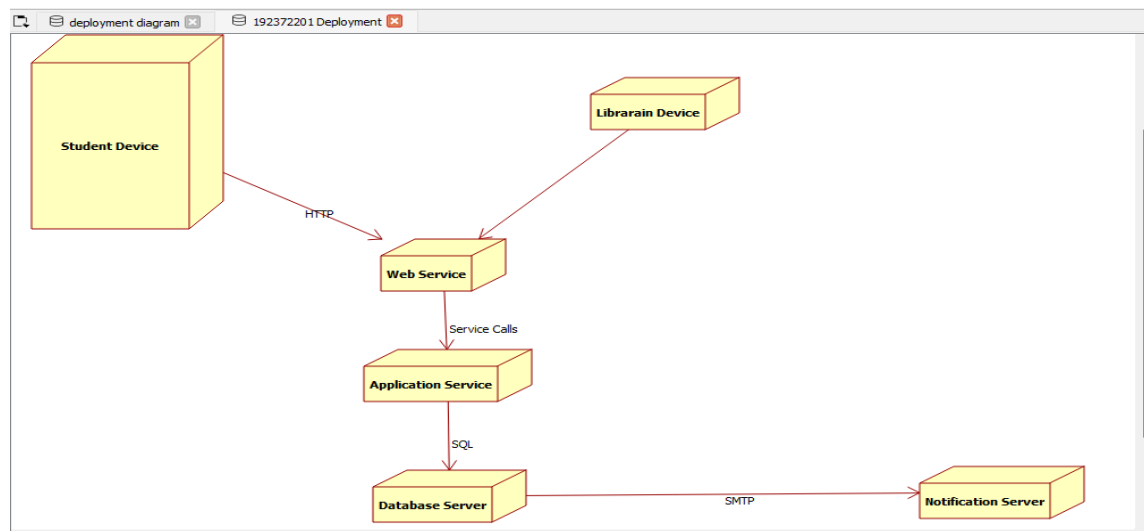 deployment diagram
192372201 Deployment
Student Device
Librarain Device
HTTP
Web Service
Service Calls
Application Service
SQL
Database Server
SMTP
Notification Server